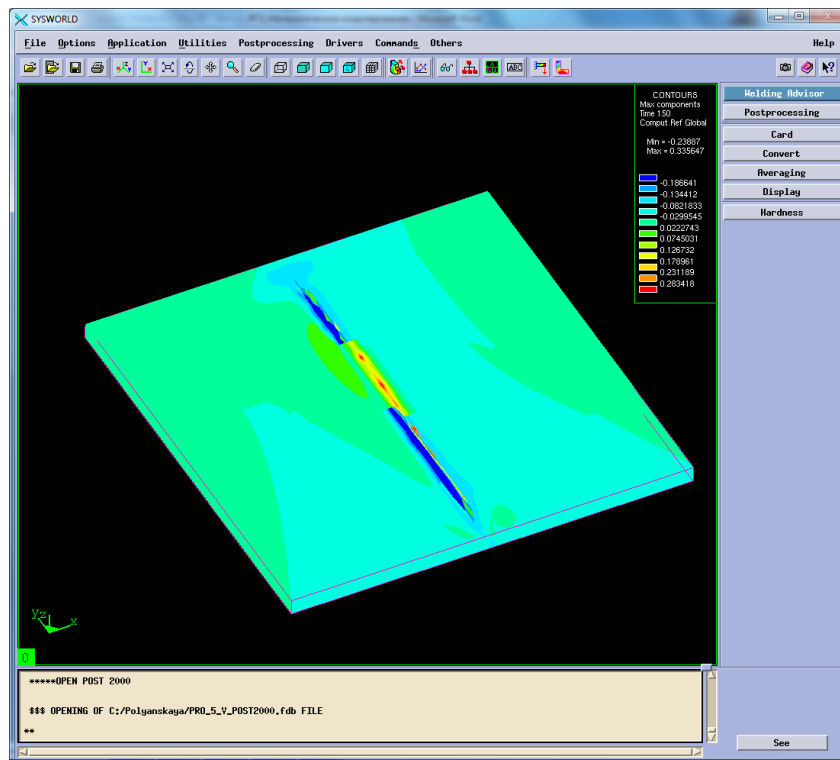 SYSWORLD
File Options Application Utilities Postprocessing Drivers Commands Others Help
ABC
CONTOURS
Max components
Time 150
Comput.Ref Global
Min = -0.23887
Max = 0.335647
-0.186641
-0.134412
-0.0821833
-0.0299545
0.0222743
0.0745031
0.126732
0.178961
0.231189
0.283418
Welding Advisor
Postprocessing
Card
Convert
Averaging
Display
Hardness
yz x
0
*****OPEN POST 2000
$$$ OPENING OF C:/Polyanskaya/PRO_5_V_POST2000.fdb FILE
**
See